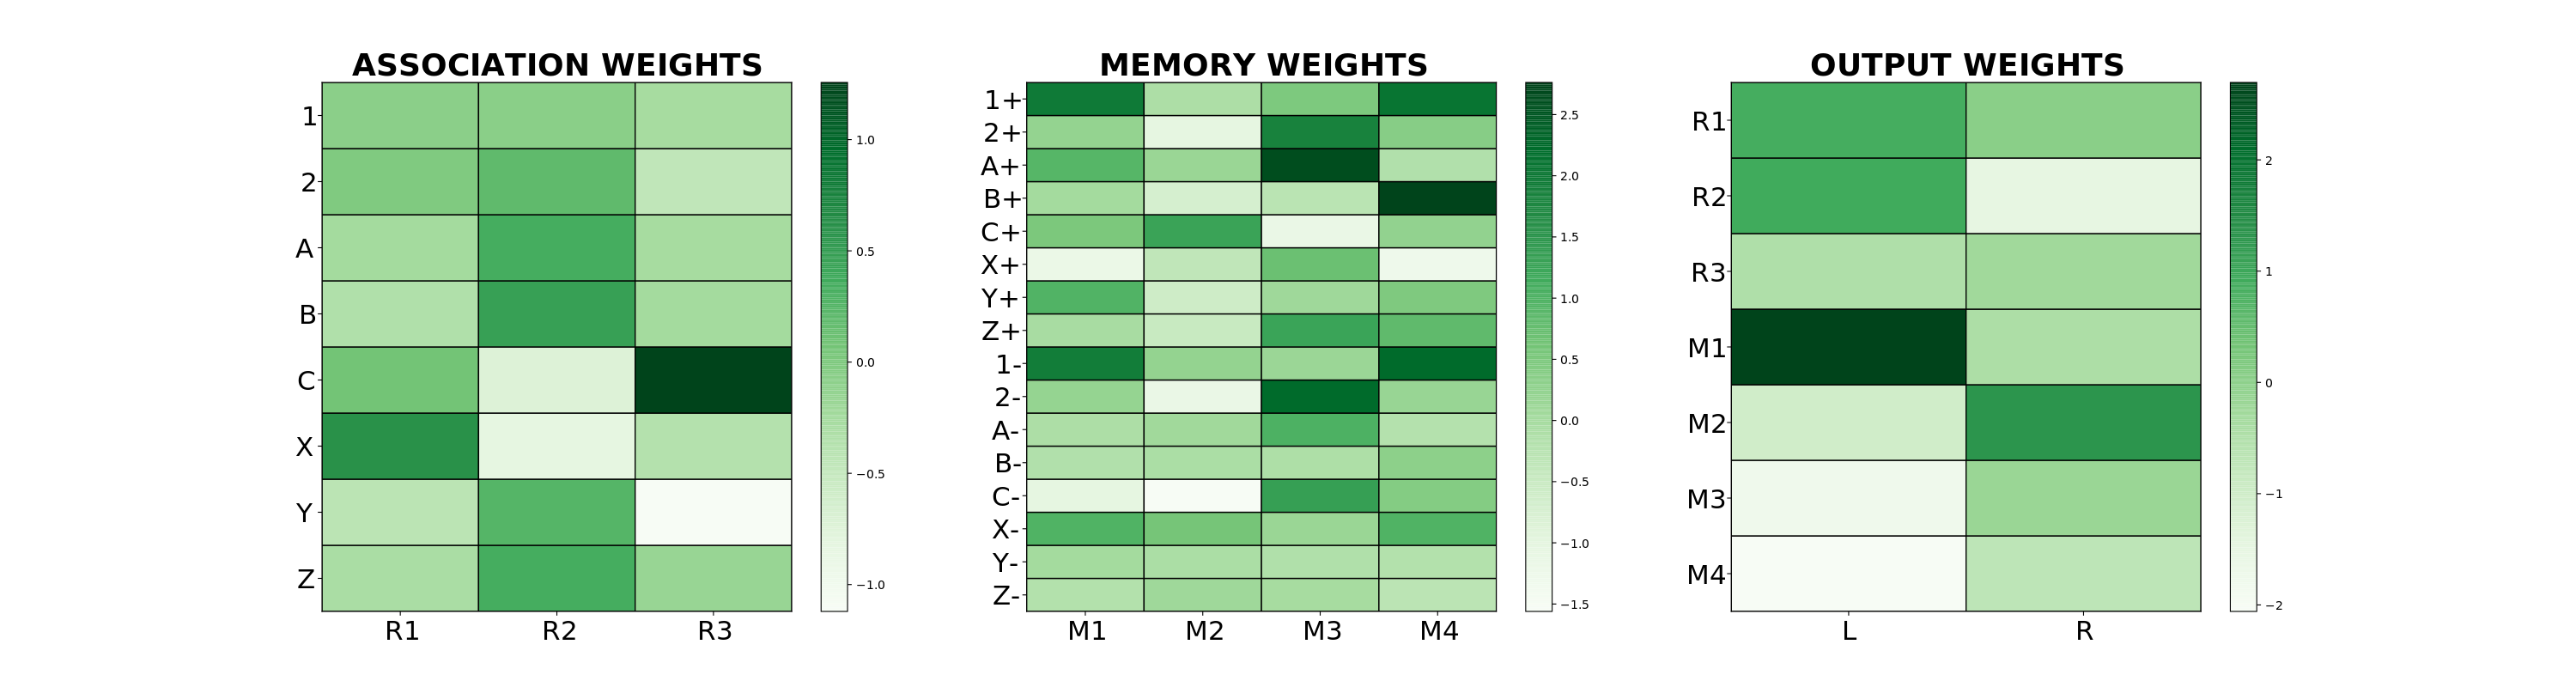 ASSOCIATION WEIGHTS
1
2
A
B
C
X
Y
Z
R1 R2 R3
1.0
0.5
0.0
−0.5
−1.0
MEMORY WEIGHTS
1+
2+
A+
B+
C+
X+
Y+
Z+
1-
2-
A-
B-
C-
X-
Y-
Z-
M1 M2 M3 M4
2.5
2.0
1.5
1.0
0.5
0.0
−0.5
−1.0
−1.5
OUTPUT WEIGHTS
R1
R2
R3
M1
M2
M3
M4
L R
2
1
0
−1
−2